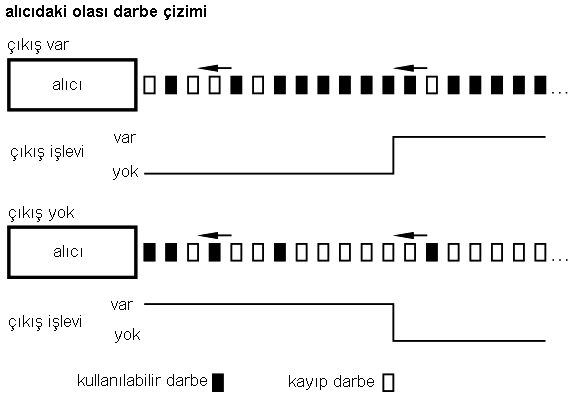 alıcıdaki olası darbe çizimi
çıkış var
alıcı
...
var
çıkış işlevi
yok
çıkış yok
alıcı
...
var
çıkış işlevi
yok
kullanılabilir darbe kayıp darbe